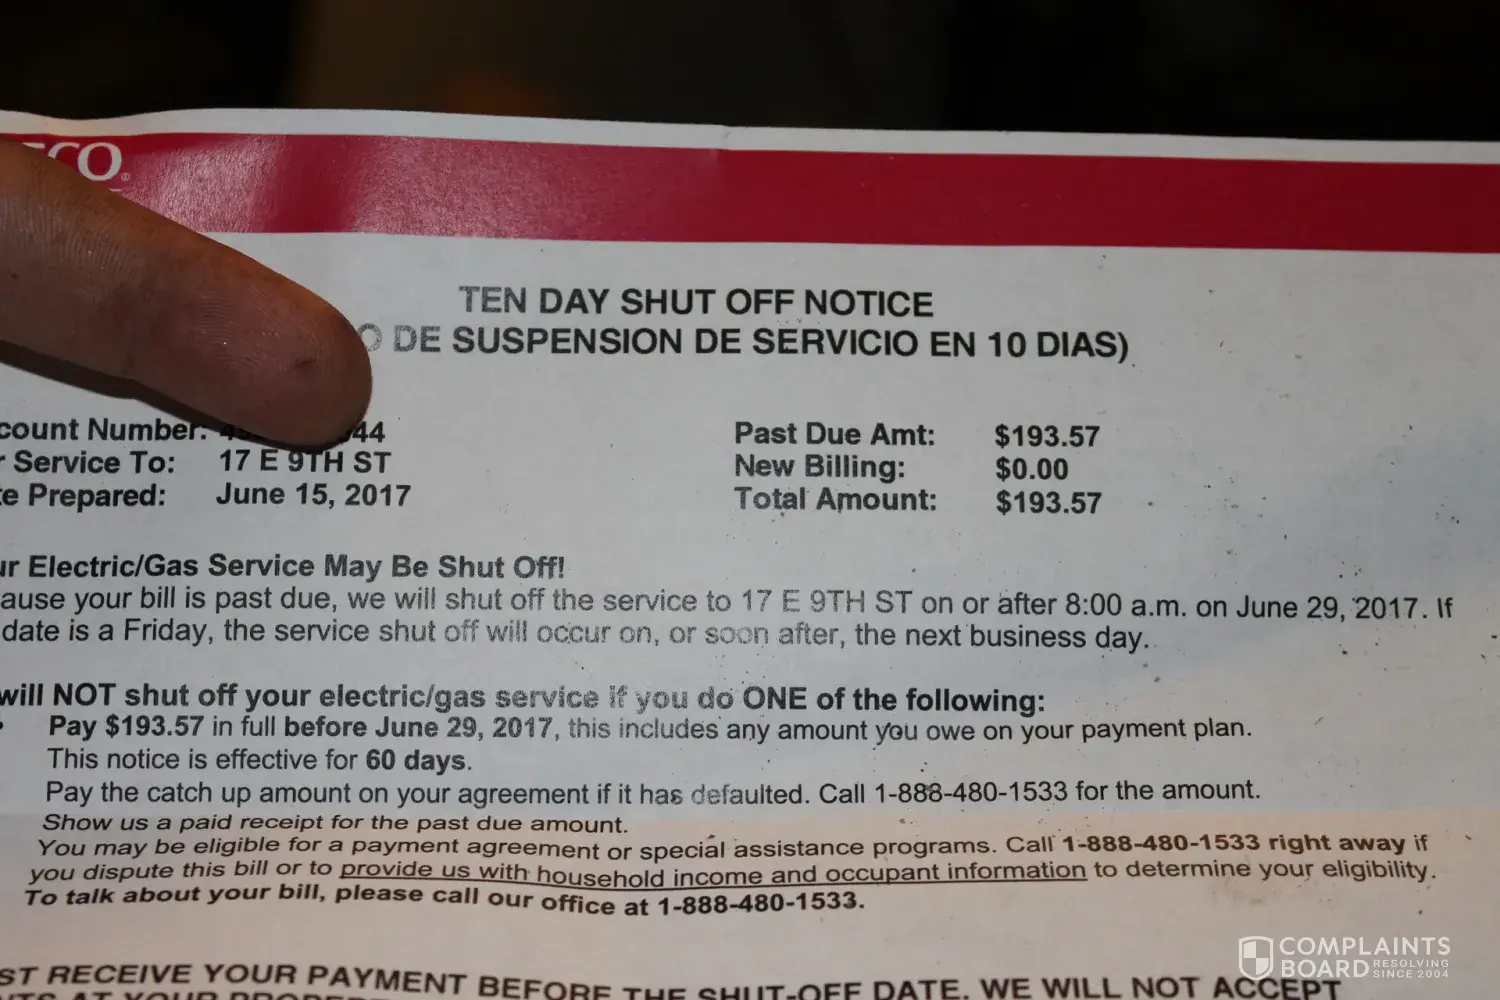 TEN DAY SHUT OFF NOTICE
DE SUSPENSION DE SERVICIO EN 10 DIAS)
Number: 44
Service To: 17 E 9TH ST
Prepared: June 15, 2017
Past Due Amt: $193.57
New Billing: $0.00
Total Amount: $193.57
Electric/Gas Service May Be Shut Off!
your bill is past due, we will shut off the service to 17 E 9TH ST on or after 8:00 a.m. on June 29, 2017. If
date is a Friday, the service shut off will occur on, or soon after, the next business day.
will NOT shut off your electric/gas service if you do ONE of the following:
Pay $193.57 in full before June 29, 2017, this includes any amount you owe on your payment plan.
This notice is effective for 60 days.
Pay the catch up amount on your agreement if it has defaulted. Call 1-888-480-1533 for the amount.
Show us a paid receipt for the past due amount.
You may be eligible for a payment agreement or special assistance programs. Call 1-888-480-1533 right away if
you dispute this bill or to provide us with household income and occupant information to determine your eligibility.
To talk about your bill, please call our office at 1-888-480-1533.
RECEIVE YOUR PAYMENT BEFORE THE SHUT-OFF DATE. WE WILL NOT ACCEPT
AT YOUR
COMPLAINTS
BOARD RESOLVING
SINCE 2004